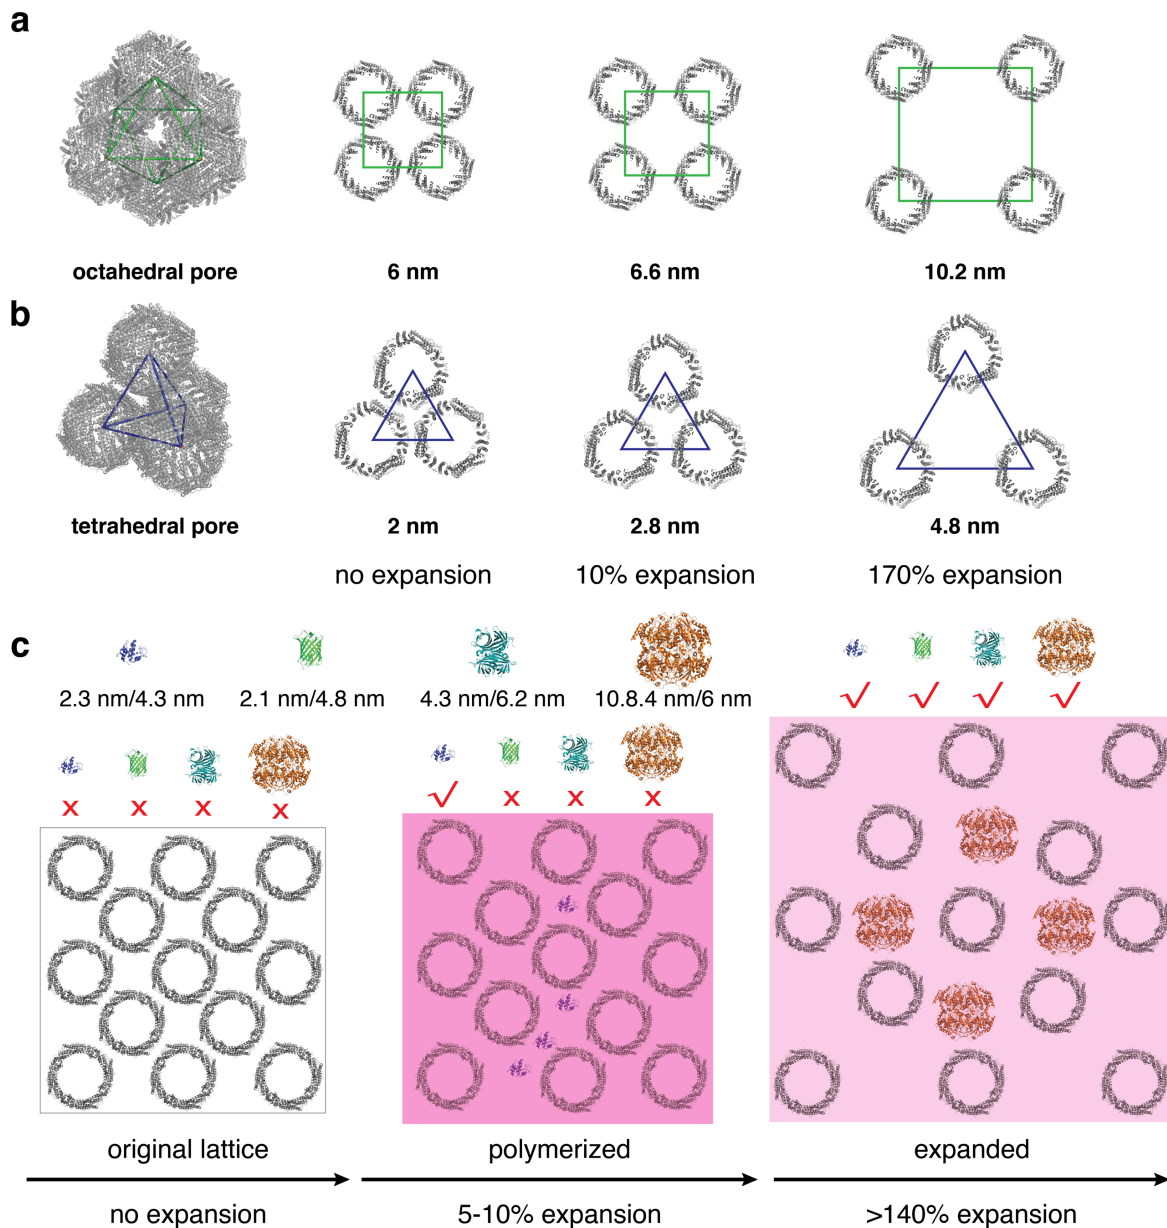 a
octahedral pore
6 nm
6.6 nm
10.2 nm
b
tetrahedral pore
2 nm
2.8 nm
4.8 nm
no expansion
10% expansion
170% expansion
c
2.3 nm/4.3 nm
2.1 nm/4.8 nm
4.3 nm/6.2 nm
10.8.4 nm/6 nm
√ √ √ √
x x x x
√ x x x
original lattice
polymerized
expanded
no expansion
5-10% expansion
>140% expansion